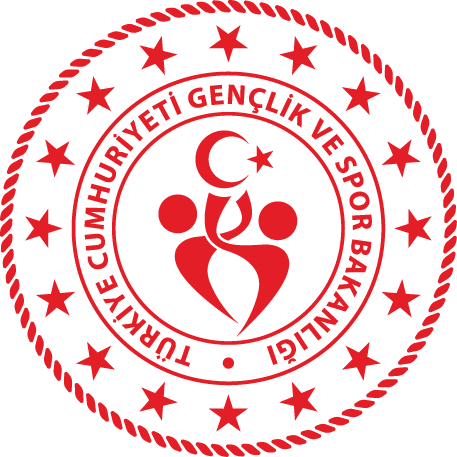 TÜRKİYE CUMHURİYETİ GENÇLİK VE SPOR BAKANLIĞI